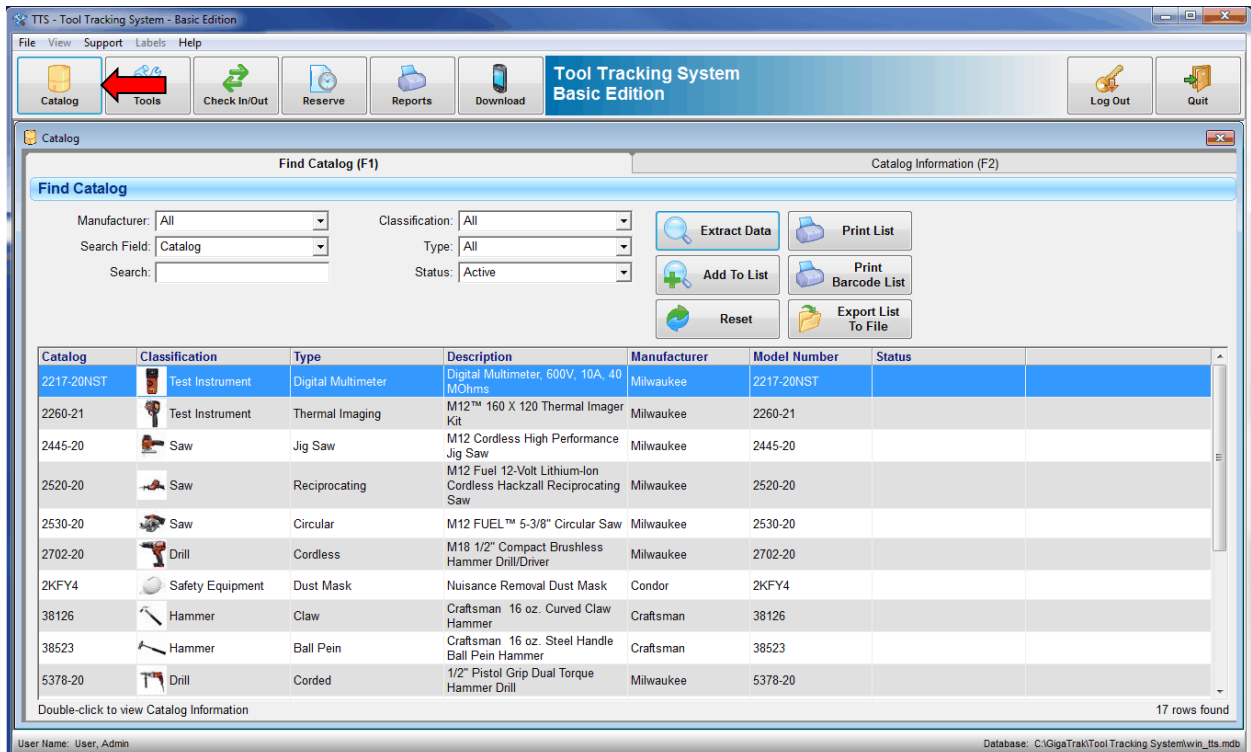 TTS - Tool Tracking System - Basic Edition
File View Support Labels Help
Catalog Tools Check In/Out Reserve Reports Download Tool Tracking System Log Out Quit
Basic Edition
Catalog
Find Catalog (F1) Catalog Information (F2)
Find Catalog
Manufacturer: All Classification: All Extract Data Print List
Search Field: Catalog Type: All
Search: Status: Active Add To List Print
Barcode List
Reset Export List
To File
Catalog Classification Type Description Manufacturer Model Number Status
2217-20NST Test Instrument Digital Multimeter Digital Multimeter, 600V, 10A, 40 Milwaukee 2217-20NST
MOhms
2260-21 Test Instrument Thermal Imaging M12™ 160 X 120 Thermal Imager Milwaukee 2260-21
Kit
2445-20 Saw Jig Saw M12 Cordless High Performance Milwaukee 2445-20
Jig Saw
2520-20 Saw Reciprocating M12 Fuel 12-Volt Lithium-Ion Milwaukee 2520-20
Cordless Hackzall Reciprocating
Saw
2530-20 Saw Circular M12 FUEL™ 5-3/8" Circular Saw Milwaukee 2530-20
2702-20 Drill Cordless M18 1/2" Compact Brushless Milwaukee 2702-20
Hammer Drill/Driver
2KFY4 Safety Equipment Dust Mask Nuisance Removal Dust Mask Condor 2KFY4
38126 Hammer Claw Craftsman 16 oz. Curved Claw Craftsman 38126
Hammer
38523 Hammer Ball Pein Craftsman 16 oz. Steel Handle Craftsman 38523
Ball Pein Hammer
5378-20 Drill Corded 1/2" Pistol Grip Dual Torque Milwaukee 5378-20
Hammer Drill
Double-click to view Catalog Information 17 rows found
User Name: User, Admin Database: C:\GigaTrak\Tool Tracking System\win_tts.mdb